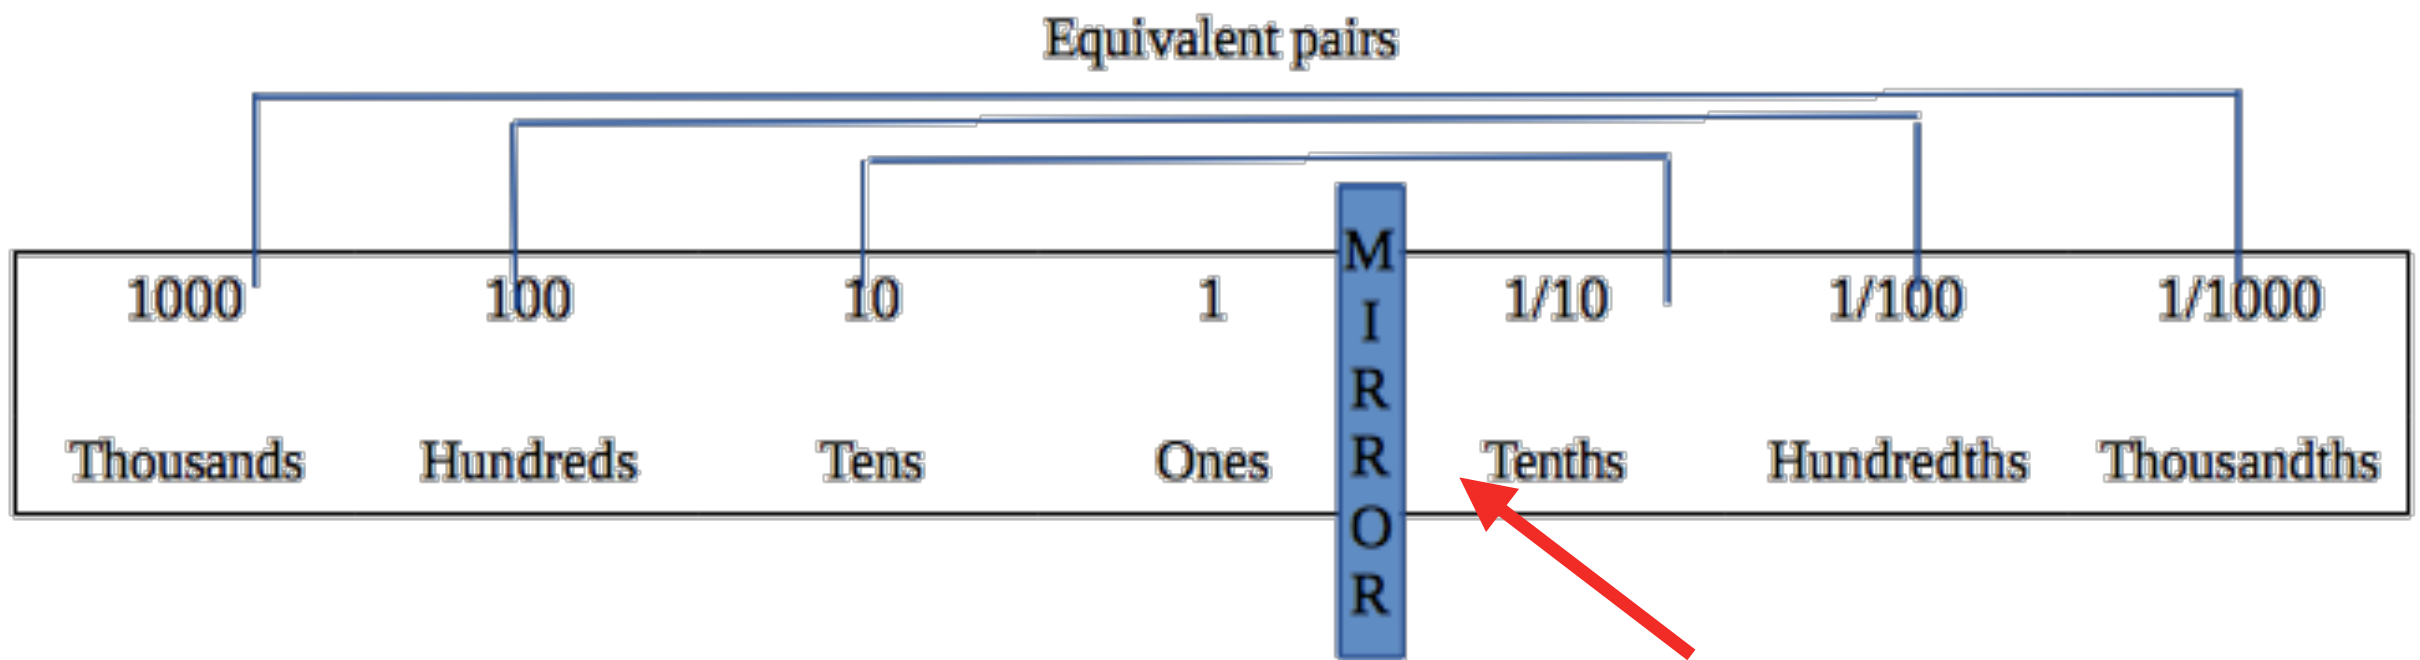 Equivalent pairs
1000 100 10 1 1/10 1/100 1/1000
Thousands Hundreds Tens Ones Tenths Hundredths Thousandths
MIRROR